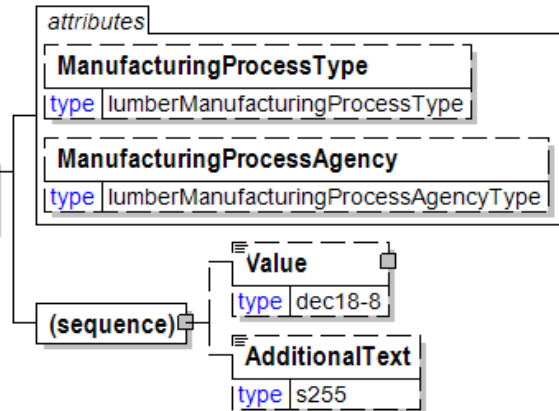 attributes
ManufacturingProcessType
type lumberManufacturingProcessType
ManufacturingProcessAgency
type lumberManufacturingProcessAgencyType
Value
type dec18-8
(sequence)
AdditionalText
type s255